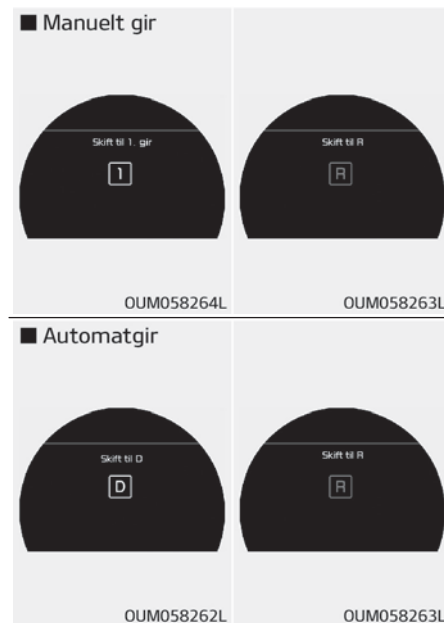 ■ Manuelt gir
Skift til 1. gir
1
Skift til R
R
OUM058264L
OUM058263L
■ Automatgir
Skift til D
D
Skift til R
R
OUM058262L
OUM058263L